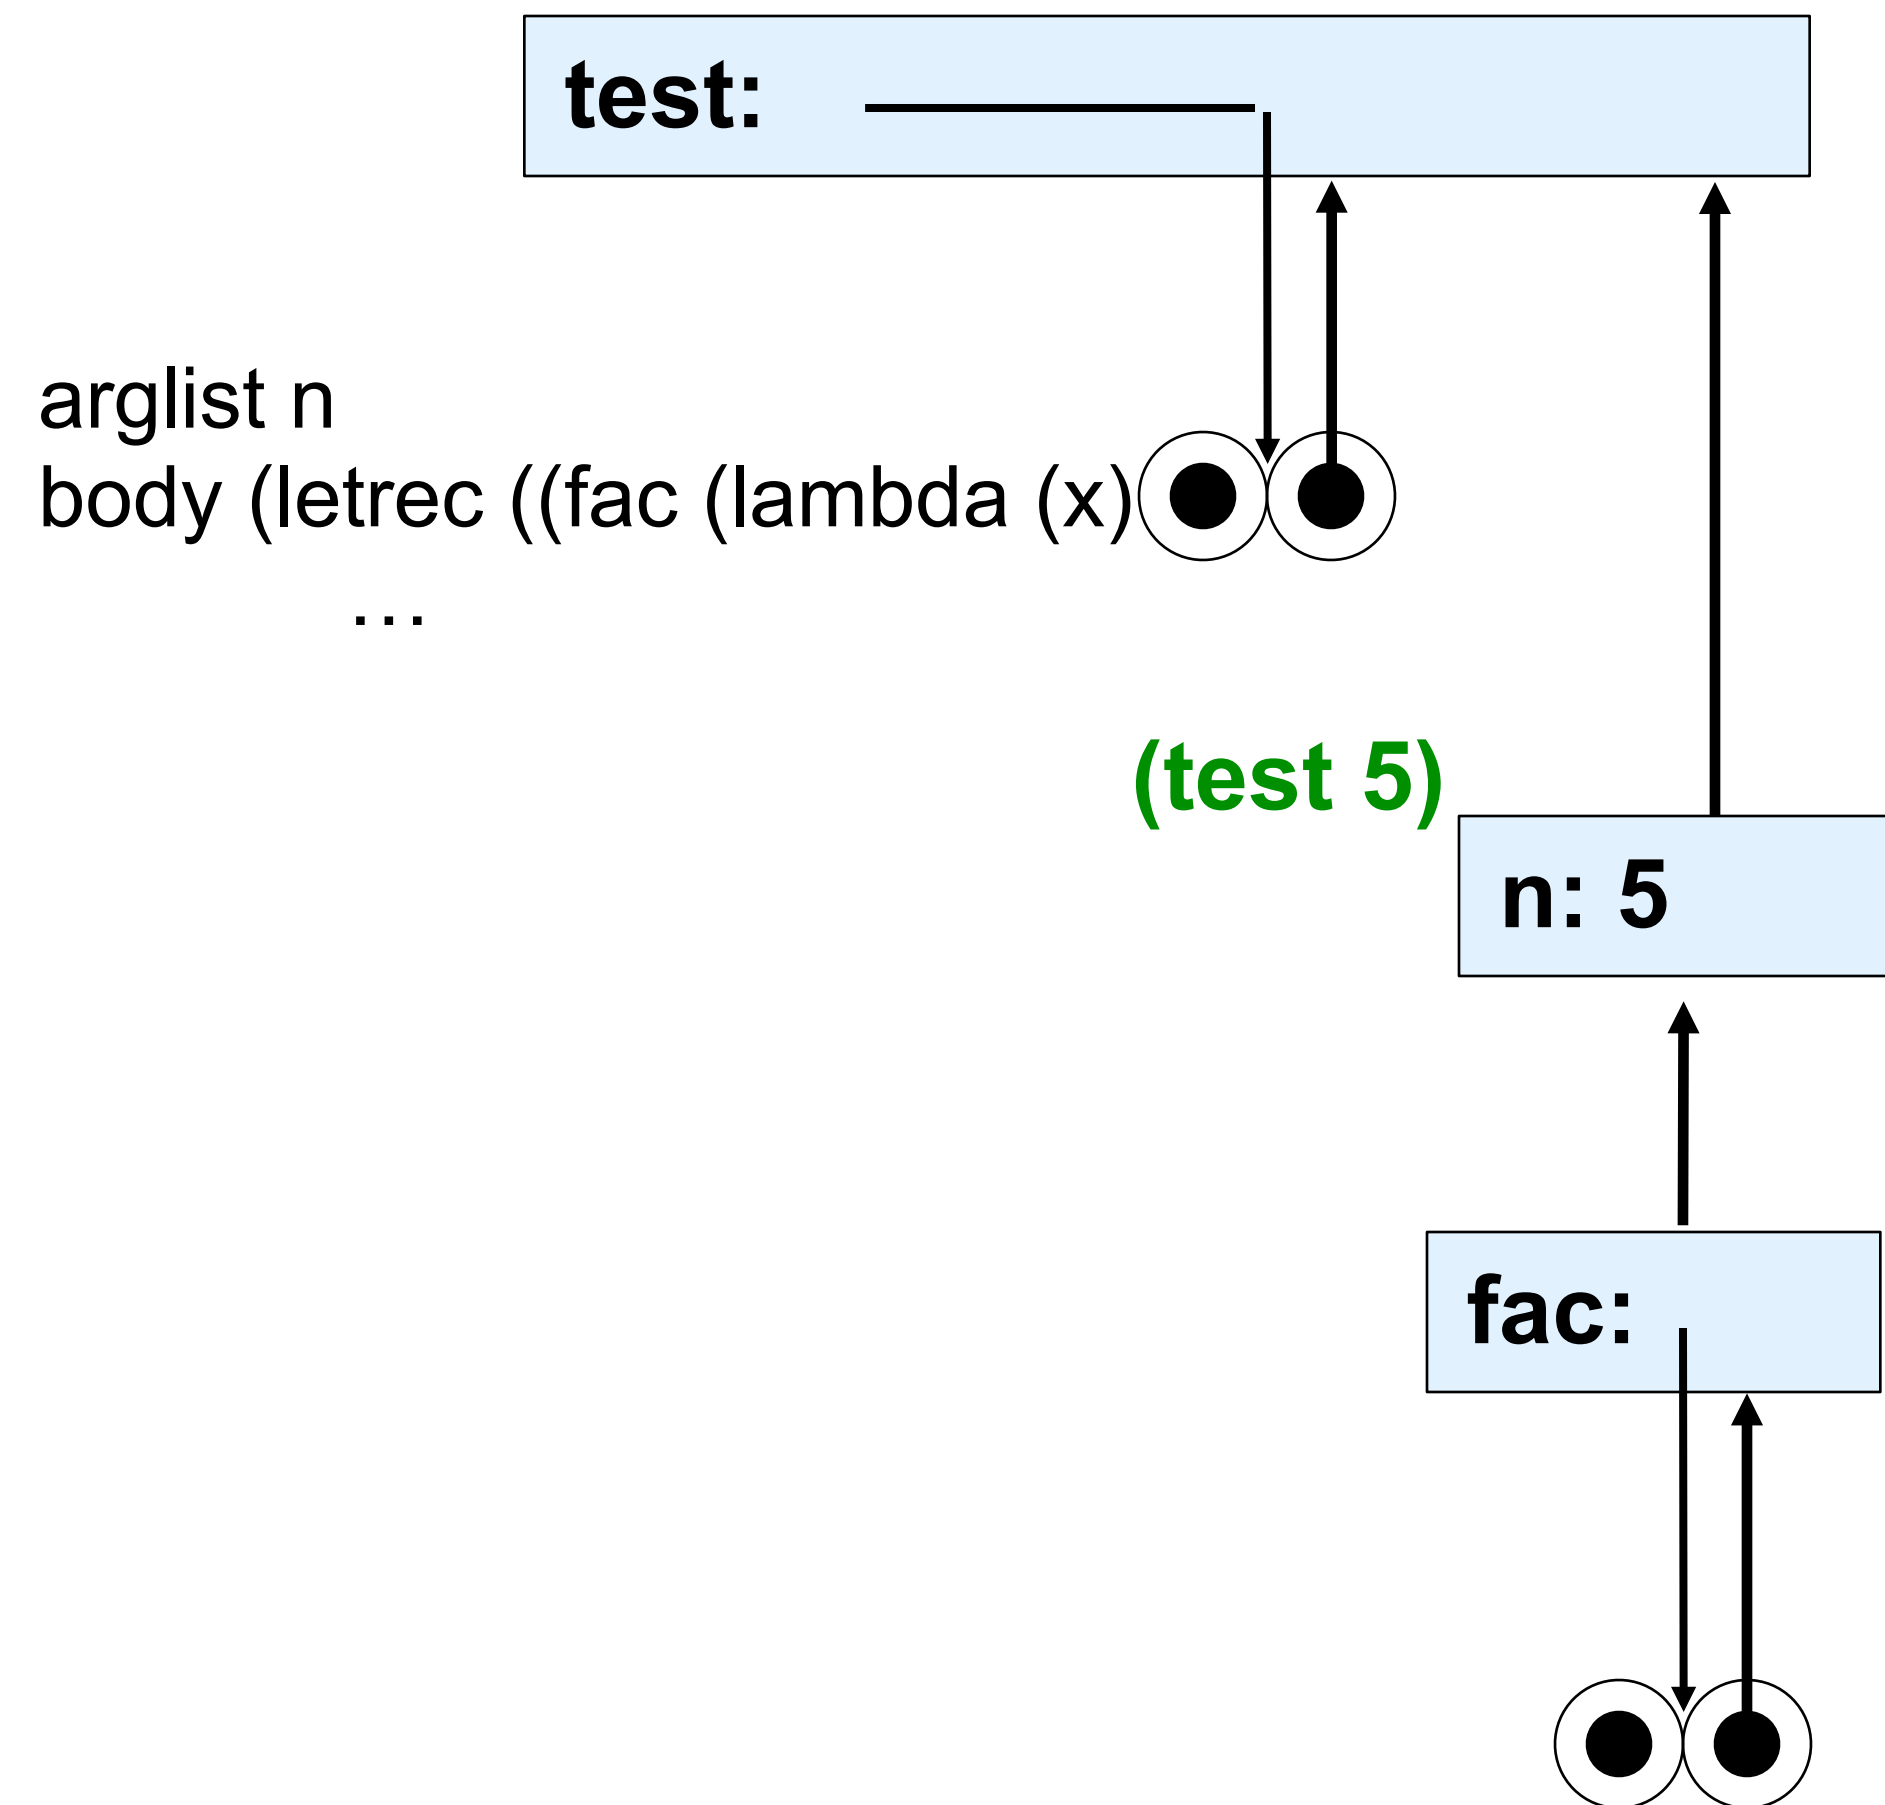 test:
arglist n
body (letrec ((fac (lambda (x)
…
(test 5)
n: 5
fac: